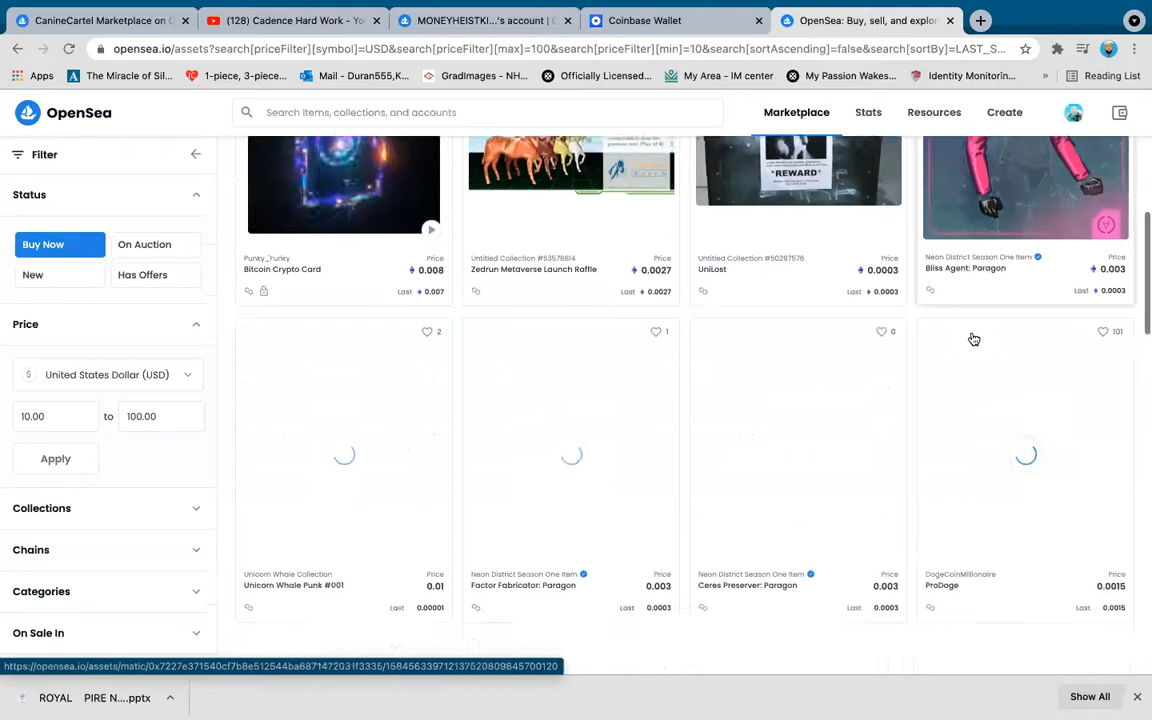 CanineCartel Marketplace on
(128) Cadence Hard Work - Yo
MONEYHEISTKI...'s account |
Coinbase Wallet
OpenSea: Buy, sell, and explor
opensea.io/assets?search[priceFilter][symbol]=USD&search[priceFilter][max]=100&search[priceFilter][min]=10&search[sortAscending]=false&search[sortBy]=LAST_S...
Apps
The Miracle of Sil...
1-piece, 3-piece...
Mail - Duran555,K...
GradImages - NH...
Officially Licensed...
My Area - IM center
My Passion Wakes...
Identity Monitorin...
»
Reading List
OpenSea
Search items, collections, and accounts
Marketplace
Stats
Resources
Create
Filter
Status
Buy Now
On Auction
New
Has Offers
Price
$ United States Dollar (USD)
10.00 to 100.00
Apply
Collections
Chains
Categories
On Sale In
*REWARD*
Punky_Funky Price
Bitcoin Crypto Card 0.008
Last 0.007
Untitled Collection #53578614 Price
Zedrun Metaverse Launch Raffle 0.0027
Last 0.0027
Untitled Collection #50297576 Price
UniLost 0.0003
Last 0.0003
Neon District Season One Item Price
Bliss Agent: Paragon 0.003
Last 0.0003
2
1
0
101
Unicorn Whale Collection Price
Unicorn Whale Punk #001 0.01
Last 0.00001
Neon District Season One Item Price
Factor Fabricator: Paragon 0.003
Last 0.0003
Neon District Season One Item Price
Ceres Preserver: Paragon 0.003
Last 0.0003
DogeCoinMillionaire Price
ProDoge 0.0015
Last 0.0015
https://opensea.io/assets/matic/
ROYAL PIRE N....pptx
Show All